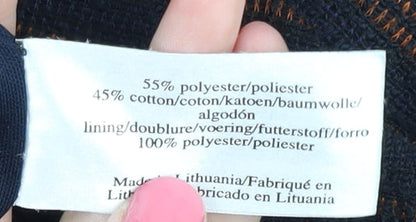 55% polyester/poliester
45% cotton/coton/katoen/baumwolle/
algodón
lining/doublure/voering/futterstoff/forro
100% polyester/poliester
Made Lithuania/Fabriqué en
Fabricado en Lituania